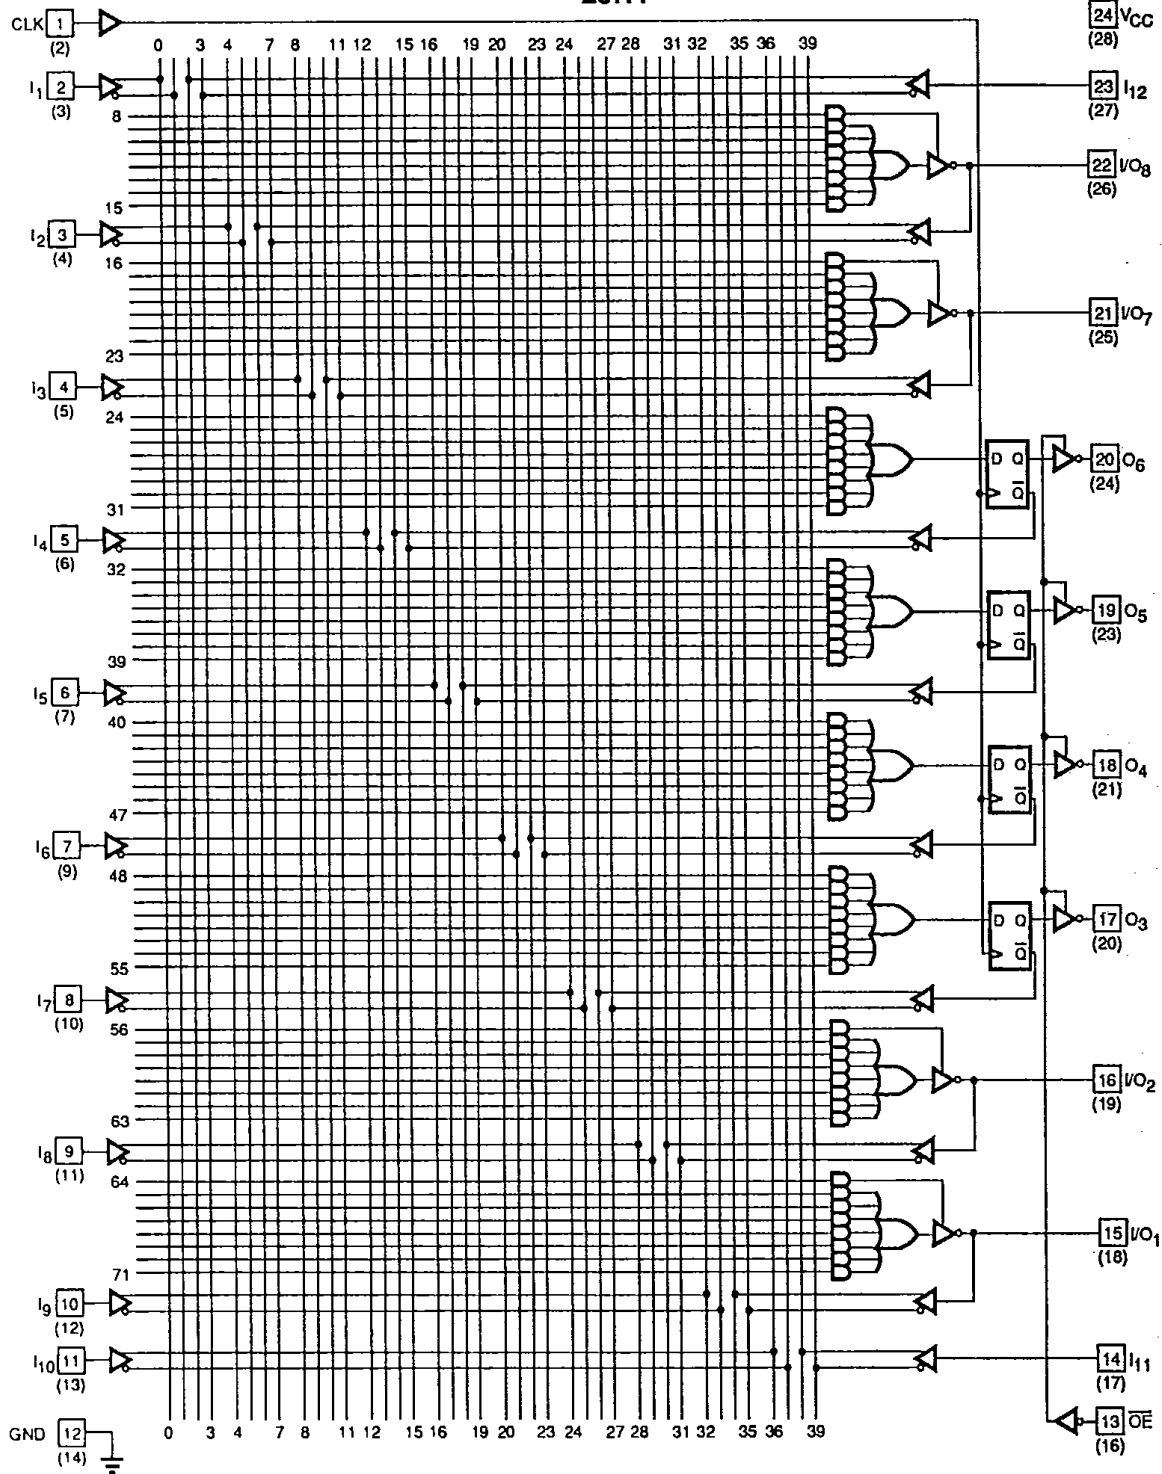 24 VCC
(28)
CLK 1
(2)
0 3 4 7 8 11 12 15 16 19 20 23 24 27 28 31 32 35 36 39
I1 2
(3)
23 I12
(27)
8
22 I/O8
(26)
15
I2 3
(4)
16
21 I/O7
(25)
23
I3 4
(5)
24
D Q
20 O6
(24)
Q
31
I4 5
(6)
32
D Q
19 O5
(23)
Q
39
I5 6
(7)
40
D Q
18 O4
(21)
Q
47
I6 7
(9)
48
D Q
17 O3
(20)
Q
55
I7 8
(10)
56
16 I/O2
(19)
63
I8 9
(11)
64
15 I/O1
(18)
71
I9 10
(12)
I10 11
(13)
14 I11
(17)
13 OE
(16)
GND 12
(14)
0 3 4 7 8 11 12 15 16 19 20 23 24 27 28 31 32 35 36 39